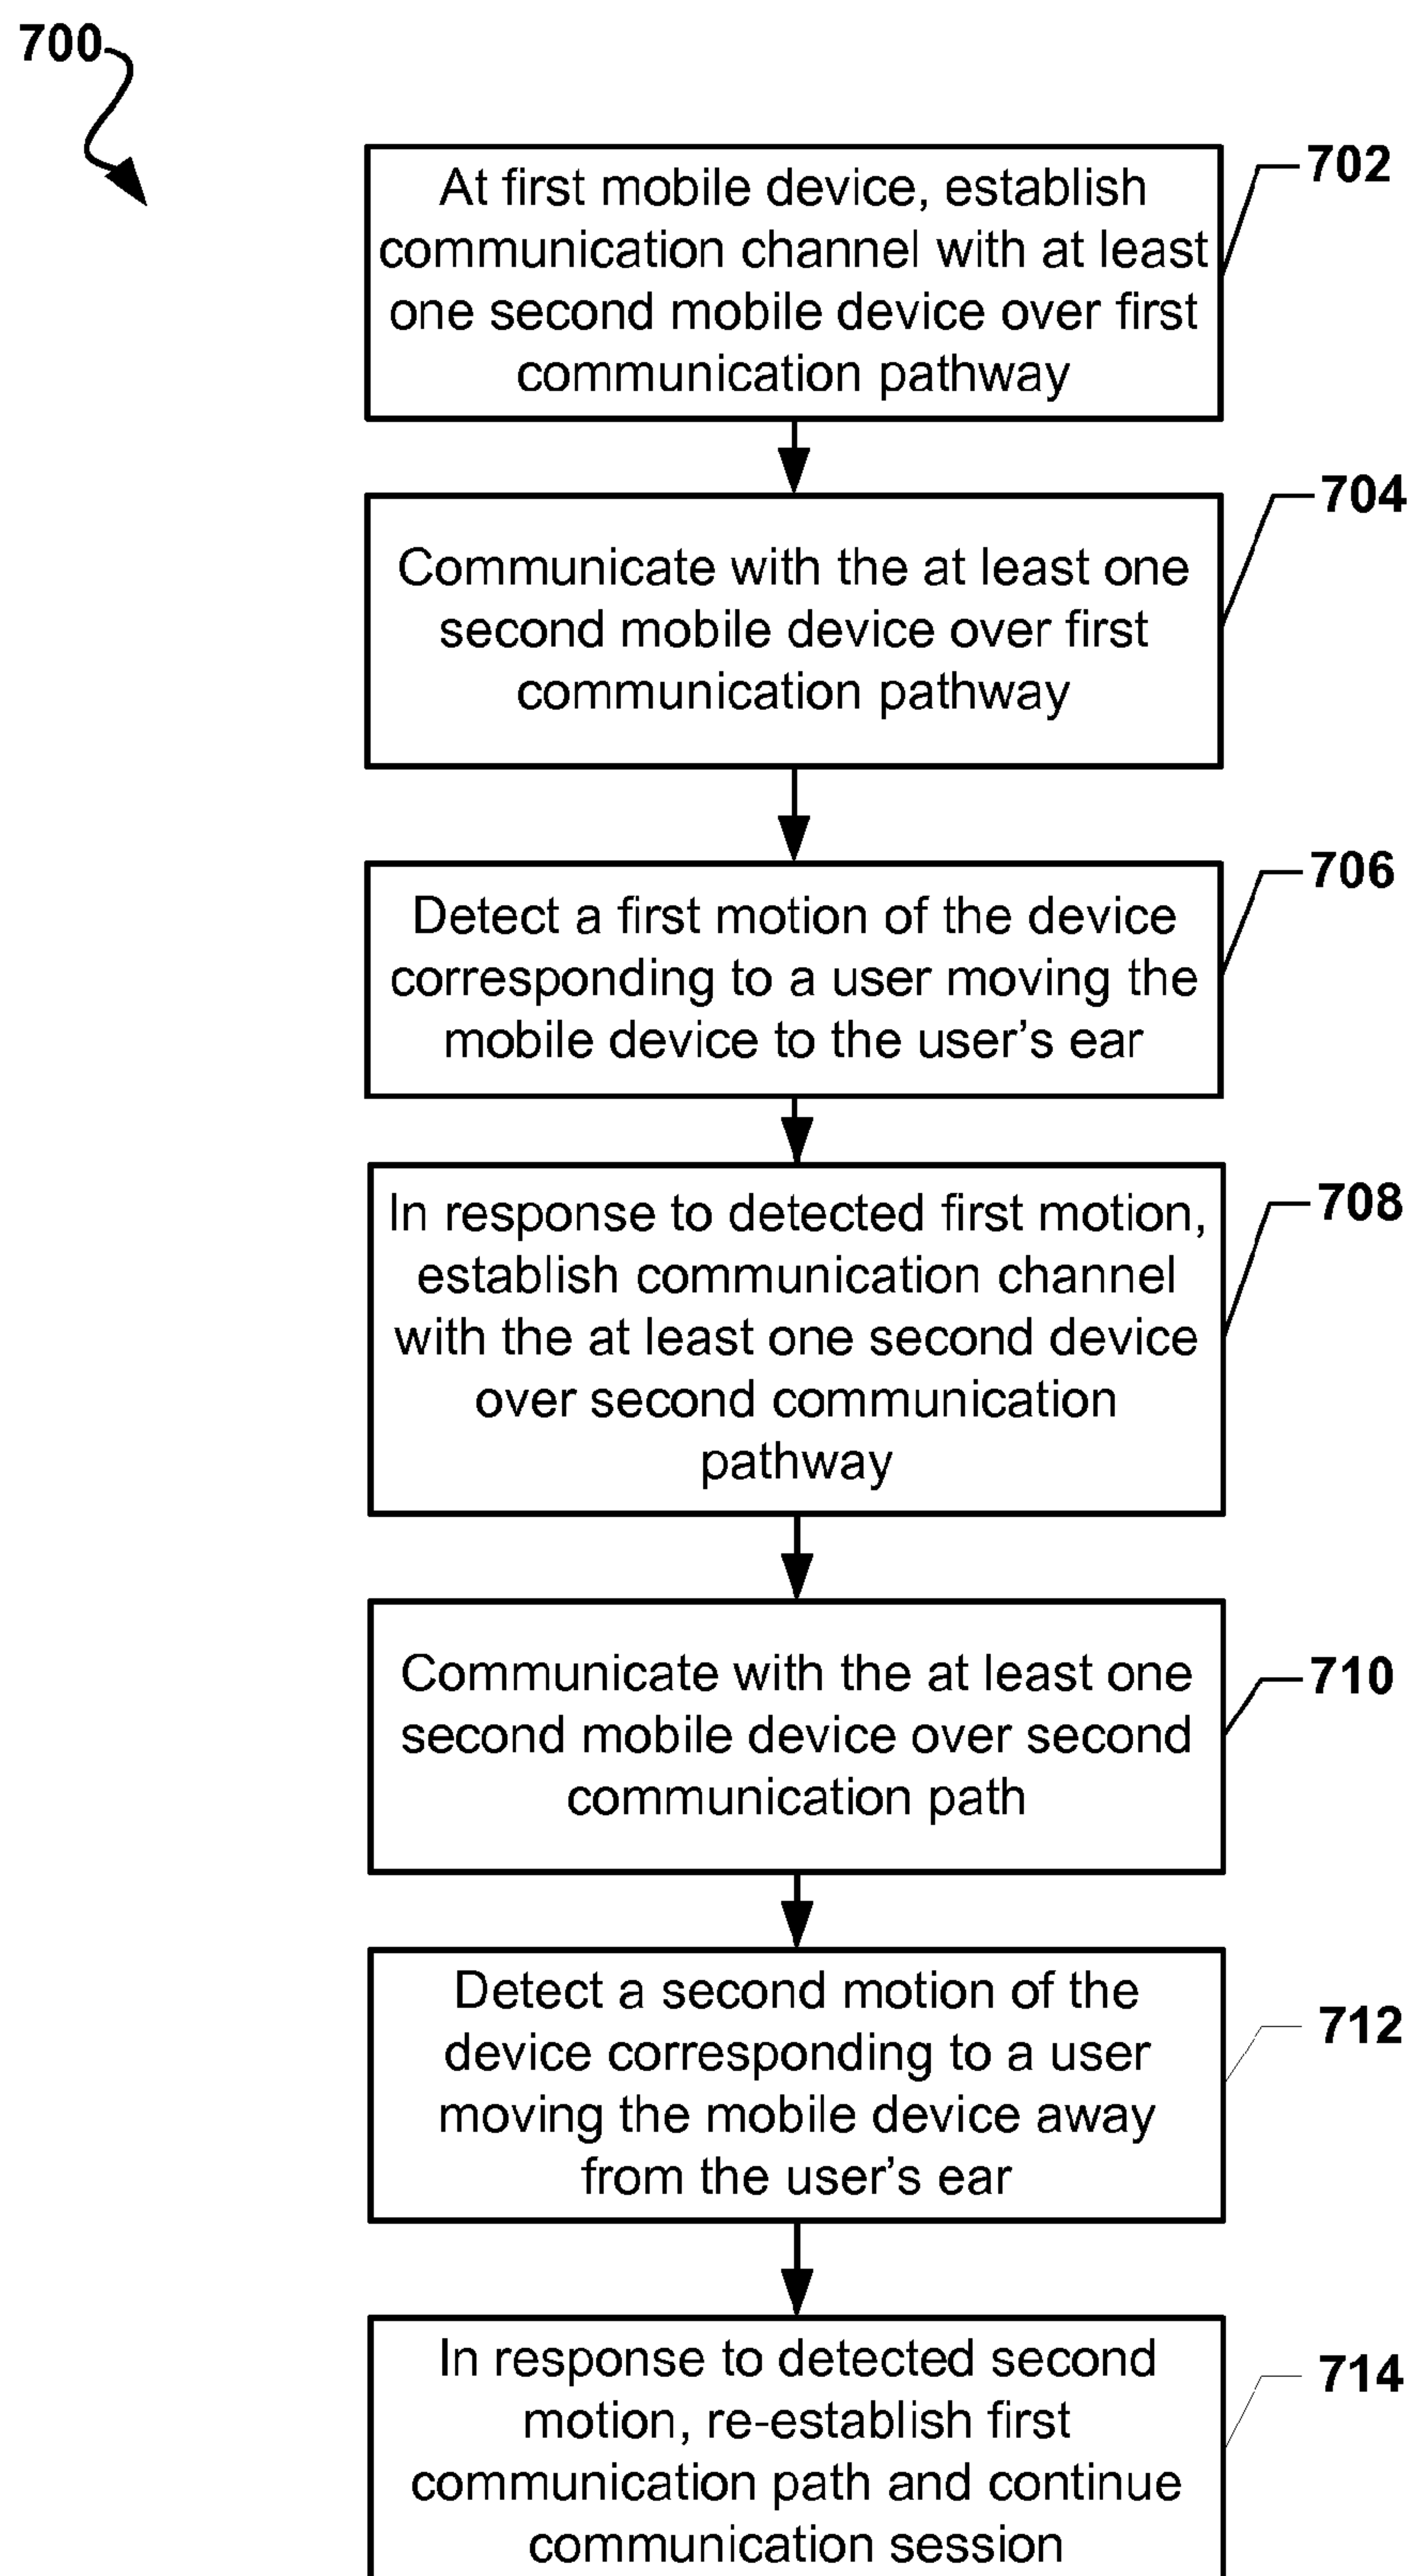 700
At first mobile device, establish
communication channel with at least
one second mobile device over first
communication pathway
702
Communicate with the at least one
second mobile device over first
communication pathway
704
Detect a first motion of the device
corresponding to a user moving the
mobile device to the user’s ear
706
In response to detected first motion,
establish communication channel
with the at least one second device
over second communication
pathway
708
Communicate with the at least one
second mobile device over second
communication path
710
Detect a second motion of the
device corresponding to a user
moving the mobile device away
from the user’s ear
712
In response to detected second
motion, re-establish first
communication path and continue
communication session
714